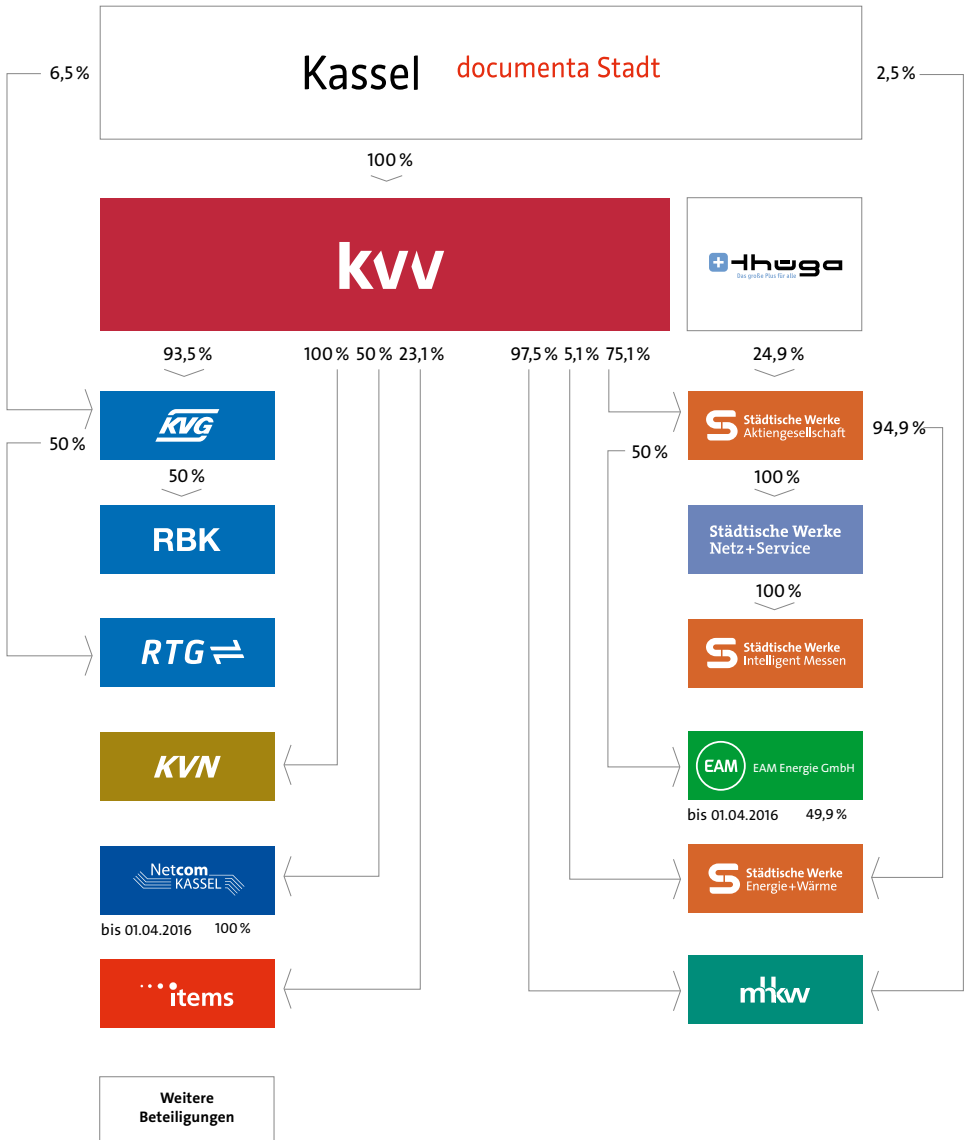 6,5 %
Kassel documenta Stadt
2,5 %
100 %
kvv
thüga
Das große Plus für alle
93,5 %
100 % 50 % 23,1 %
97,5 % 5,1 % 75,1 %
24,9 %
KVG
Städtische Werke
Aktiengesellschaft
50 %
50 %
94,9 %
50 %
100 %
RBK
Städtische Werke
Netz+Service
100 %
RTG
Städtische Werke
Intelligent Messen
KVN
EAM EAM Energie GmbH
bis 01.04.2016 49,9 %
Netcom
KASSEL
Städtische Werke
Energie+Wärme
bis 01.04.2016 100 %
items
mhkw
Weitere
Beteiligungen